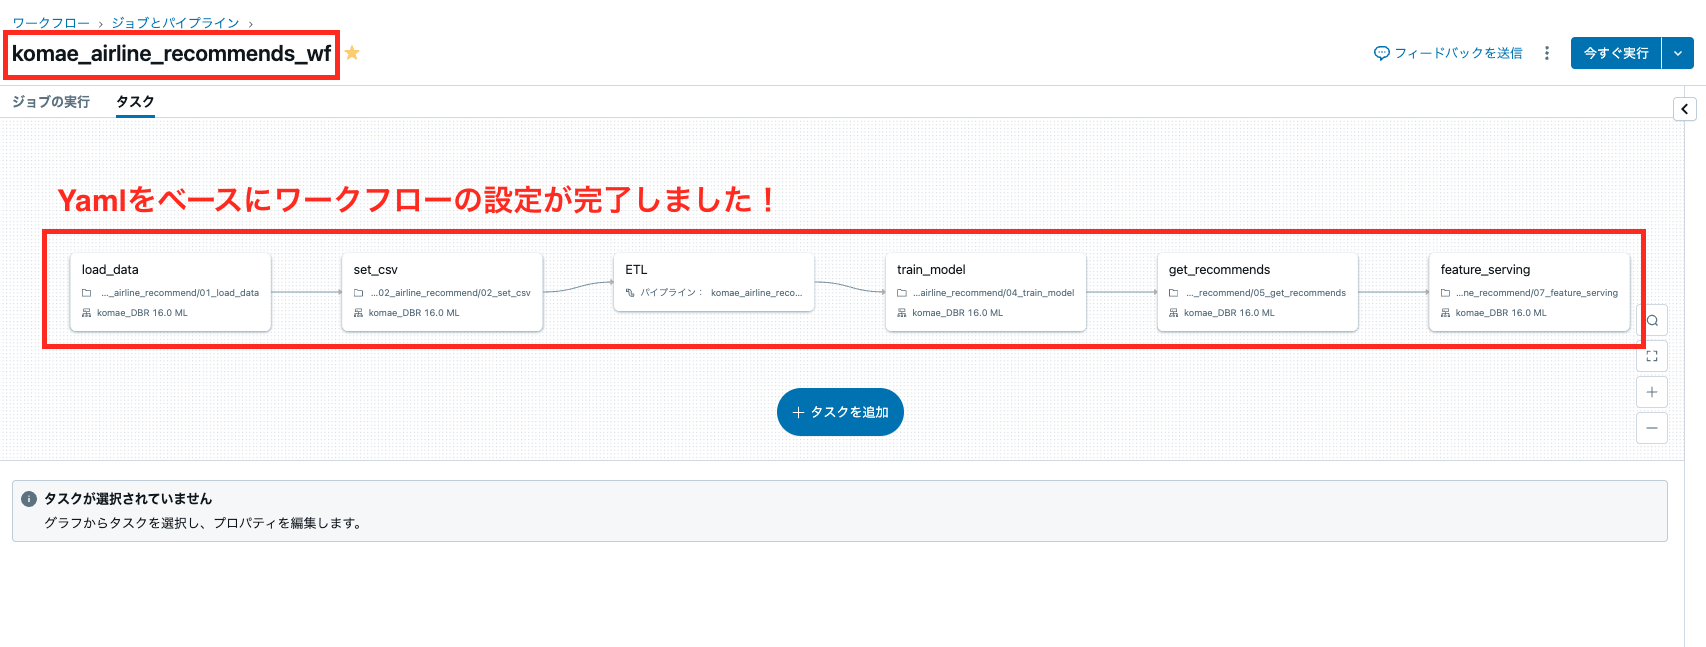 ワークフロー › ジョブとパイプライン ›
komae_airline_recommends_wf
フィードバックを送信
今すぐ実行
ジョブの実行 タスク
Yamlをベースにワークフローの設定が完了しました！
load_data
..._airline_recommend/01_load_data
komae_DBR 16.0 ML
set_csv
...02_airline_recommend/02_set_csv
komae_DBR 16.0 ML
ETL
パイプライン： komae_airline_reco...
train_model
...airline_recommend/04_train_model
komae_DBR 16.0 ML
get_recommends
..._recommend/05_get_recommends
komae_DBR 16.0 ML
feature_serving
...ne_recommend/07_feature_serving
komae_DBR 16.0 ML
+ タスクを追加
タスクが選択されていません
グラフからタスクを選択し、プロパティを編集します。